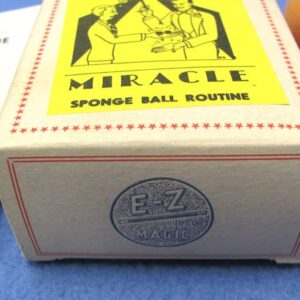 MIRACLE
SPONGE BALL ROUTINE
E-Z
MAGIC